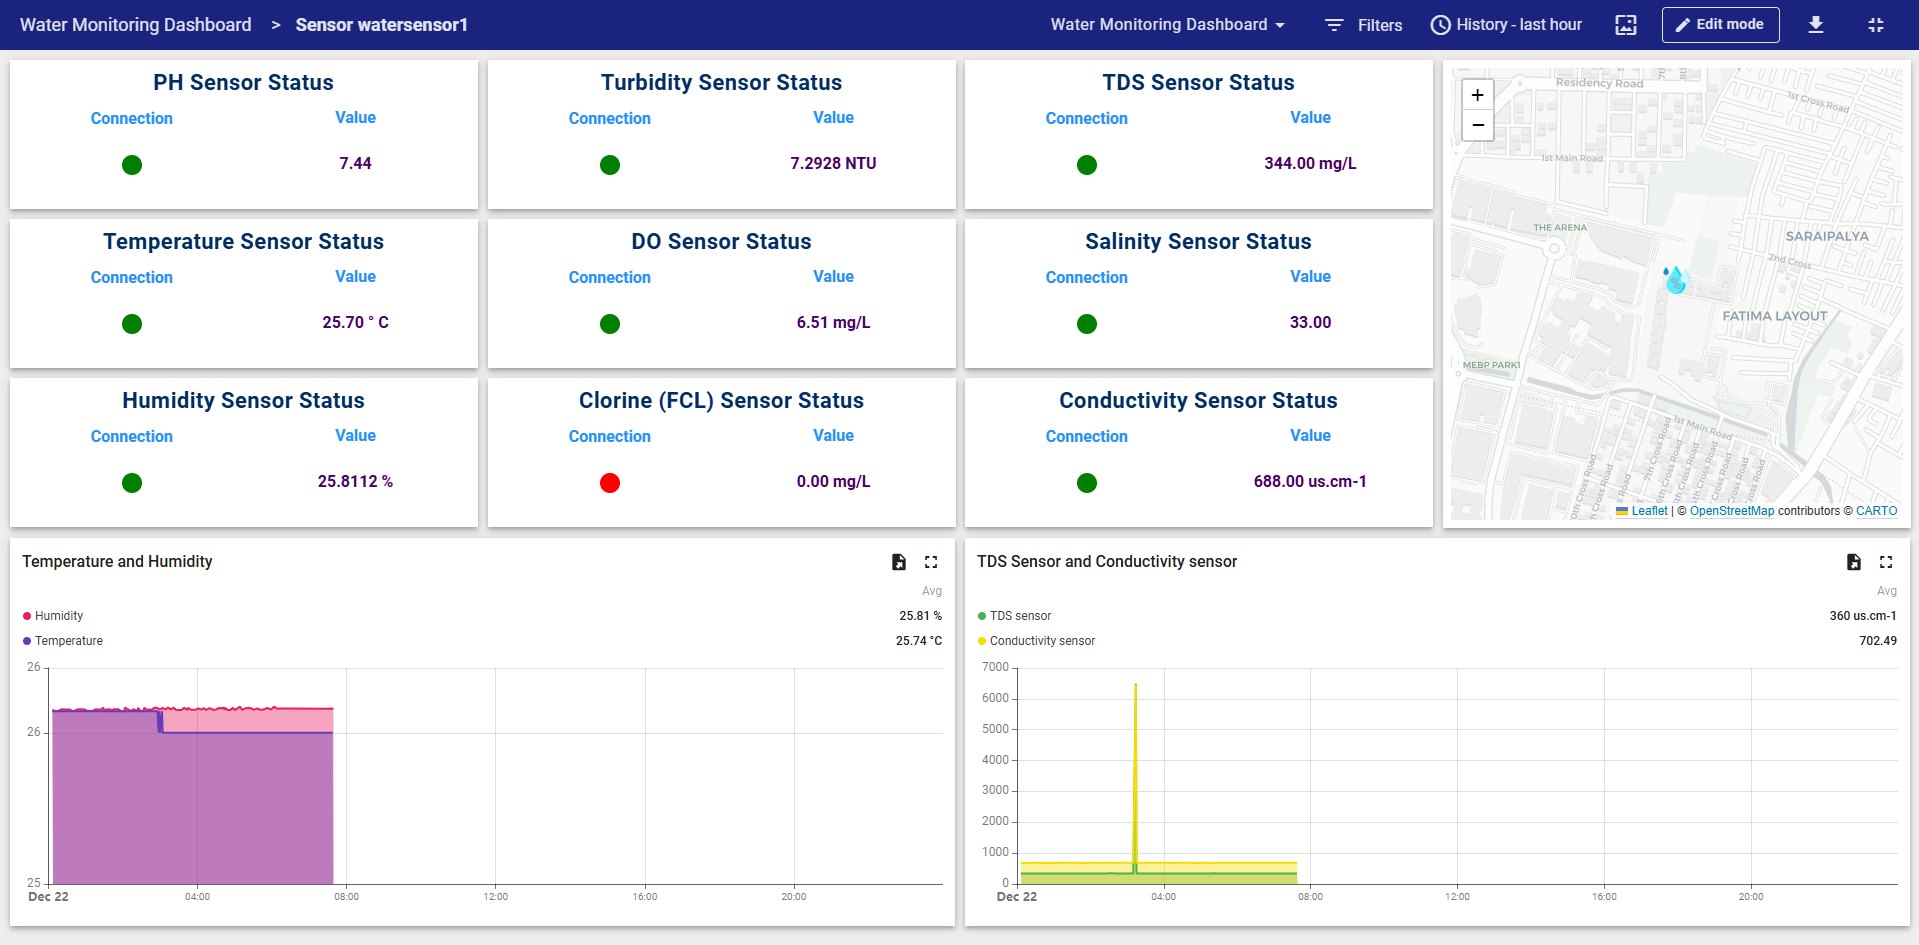 Water Monitoring Dashboard > Sensor watersensor1
Water Monitoring Dashboard
Filters
History - last hour
Edit mode
PH Sensor Status
Connection Value
7.44
Turbidity Sensor Status
Connection Value
7.2928 NTU
TDS Sensor Status
Connection Value
344.00 mg/L
Temperature Sensor Status
Connection Value
25.70 ° C
DO Sensor Status
Connection Value
6.51 mg/L
Salinity Sensor Status
Connection Value
33.00
Humidity Sensor Status
Connection Value
25.8112 %
Clorine (FCL) Sensor Status
Connection Value
0.00 mg/L
Conductivity Sensor Status
Connection Value
688.00 us.cm-1
+
−
Residency Road
1st Cross Road
1st Main Road
THE ARENA
SARAIPALYA
2nd Cross
FATIMA LAYOUT
MEBP PARK1
1st Main Road
7th Cross Road
Leaflet | © OpenStreetMap contributors © CARTO
Temperature and Humidity
Avg
Humidity 25.81 %
Temperature 25.74 °C
26
26
25
Dec 22 04:00 08:00 12:00 16:00 20:00
TDS Sensor and Conductivity sensor
Avg
TDS sensor 360 us.cm-1
Conductivity sensor 702.49
7000
6000
5000
4000
3000
2000
1000
0
Dec 22 04:00 08:00 12:00 16:00 20:00